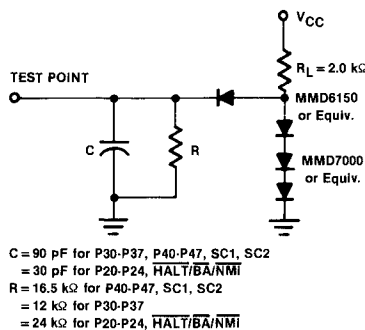 VCC
RL = 2.0 kΩ
TEST POINT
MMD6150
or Equiv.
C
R
MMD7000
or Equiv.
C = 90 pF for P30-P37, P40-P47, SC1, SC2
= 30 pF for P20-P24, HALT/BA/NMI
R = 16.5 kΩ for P40-P47, SC1, SC2
= 12 kΩ for P30-P37
= 24 kΩ for P20-P24, HALT/BA/NMI